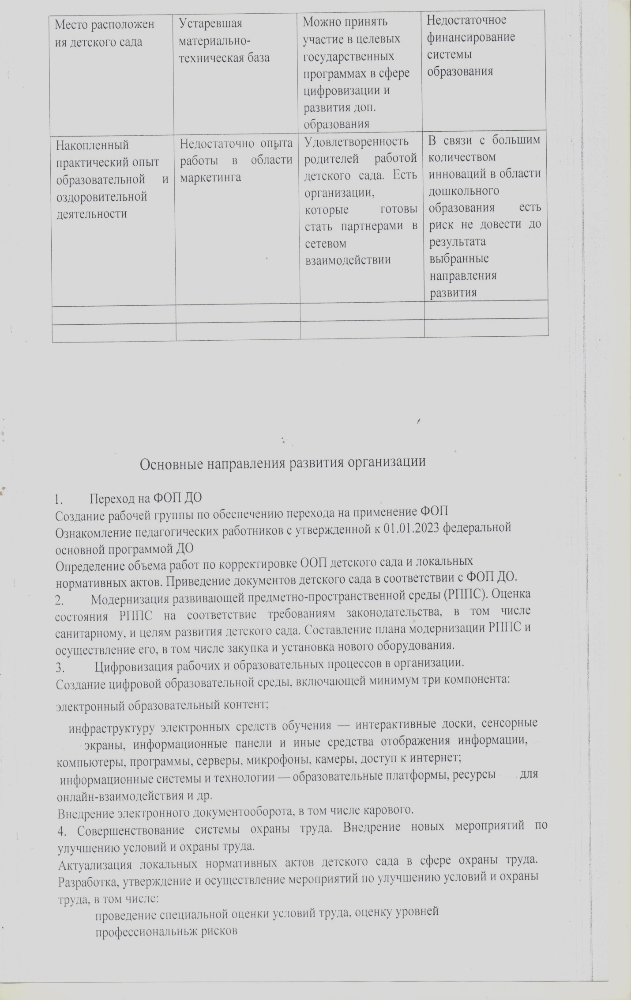 Место расположен
ия детского сада
Устаревшая
материально-
техническая база
Можно принять
участие в целевых
государственных
программах в сфере
цифровизации и
развития доп.
образования
Недостаточное
финансирование
системы
образования
Накопленный
практический опыт
образовательной и
оздоровительной
деятельности
Недостаточно опыта
работы в области
маркетинга
Удовлетворенность
родителей работой
детского сада. Есть
организации,
которые готовы
стать партнерами в
сетевом
взаимодействии
В связи с большим
количеством
инноваций в области
дошкольного
образования есть
риск не довести до
результата
выбранные
направления
развития
Основные направления развития организации
1. Переход на ФОП ДО
Создание рабочей группы по обеспечению перехода на применение ФОП
Ознакомление педагогических работников с утвержденной к 01.01.2023 федеральной
основной программой ДО
Определение объема работ по корректировке ООП детского сада и локальных
нормативных актов. Приведение документов детского сада в соответствии с ФОП ДО.
2. Модернизация развивающей предметно-пространственной среды (РППС). Оценка
состояния РППС на соответствие требованиям законодательства, в том числе
санитарному, и целям развития детского сада. Составление плана модернизации РППС и
осуществление его, в том числе закупка и установка нового оборудования.
3. Цифровизация рабочих и образовательных процессов в организации.
Создание цифровой образовательной среды, включающей минимум три компонента:
электронный образовательный контент;
инфраструктуру электронных средств обучения — интерактивные доски, сенсорные
экраны, информационные панели и иные средства отображения информации,
компьютеры, программы, серверы, микрофоны, камеры, доступ к интернет;
информационные системы и технологии — образовательные платформы, ресурсы для
онлайн-взаимодействия и др.
Внедрение электронного документооборота, в том числе карового.
4. Совершенствование системы охраны труда. Внедрение новых мероприятий по
улучшению условий и охраны труда.
Актуализация локальных нормативных актов детского сада в сфере охраны труда.
Разработка, утверждение и осуществление мероприятий по улучшению условий и охраны
труда, в том числе:
проведение специальной оценки условий труда, оценку уровней
профессиональньж рисков